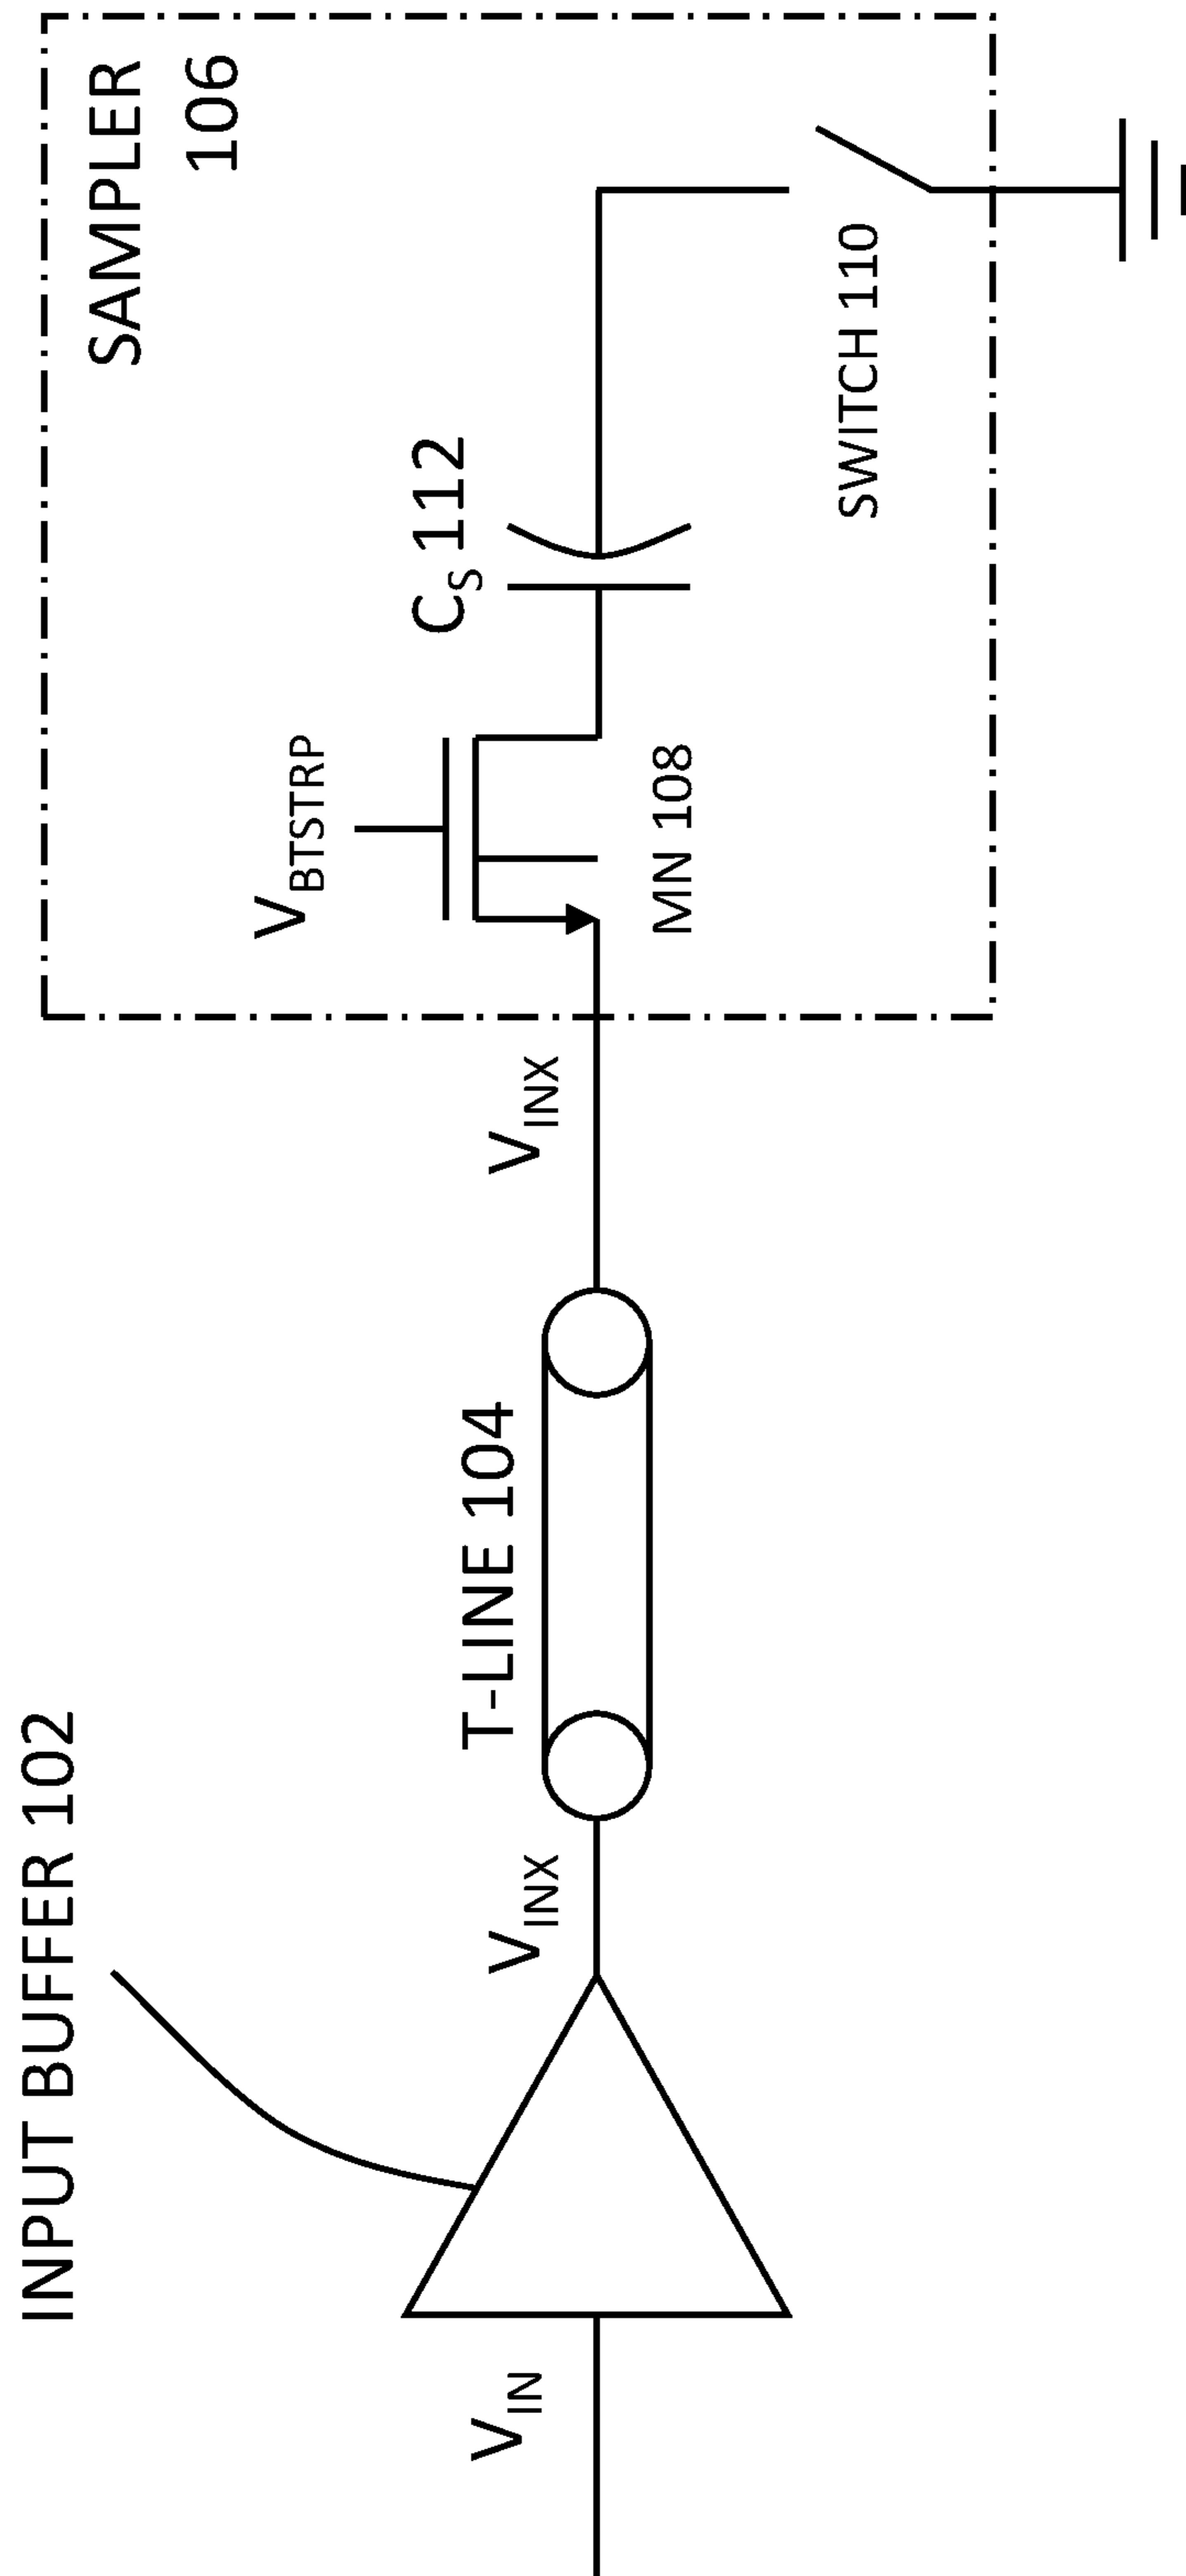 INPUT BUFFER 102
V_IN
V_INX
T-LINE 104
V_INX
V_BTSTRP
MN 108
C_S 112
SAMPLER
106
SWITCH 110